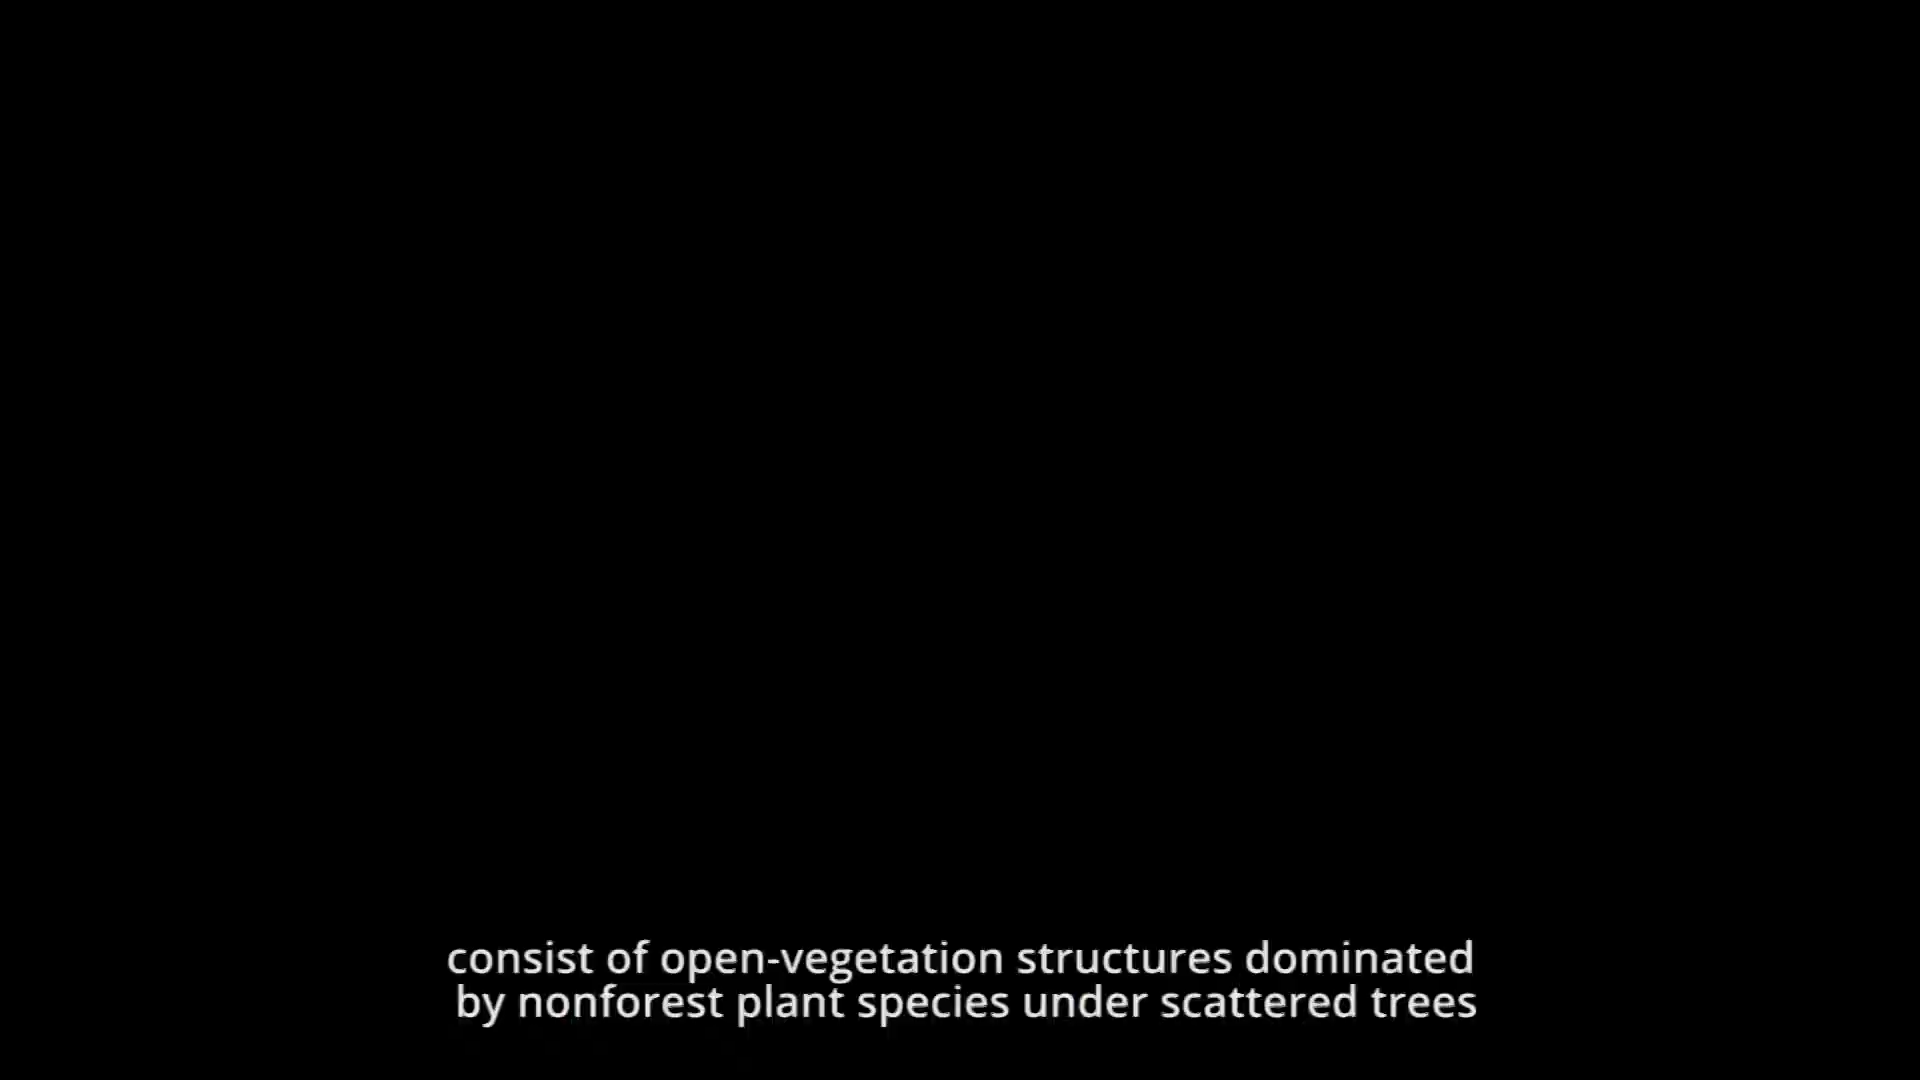 consist of open-vegetation structures dominated
by nonforest plant species under scattered trees